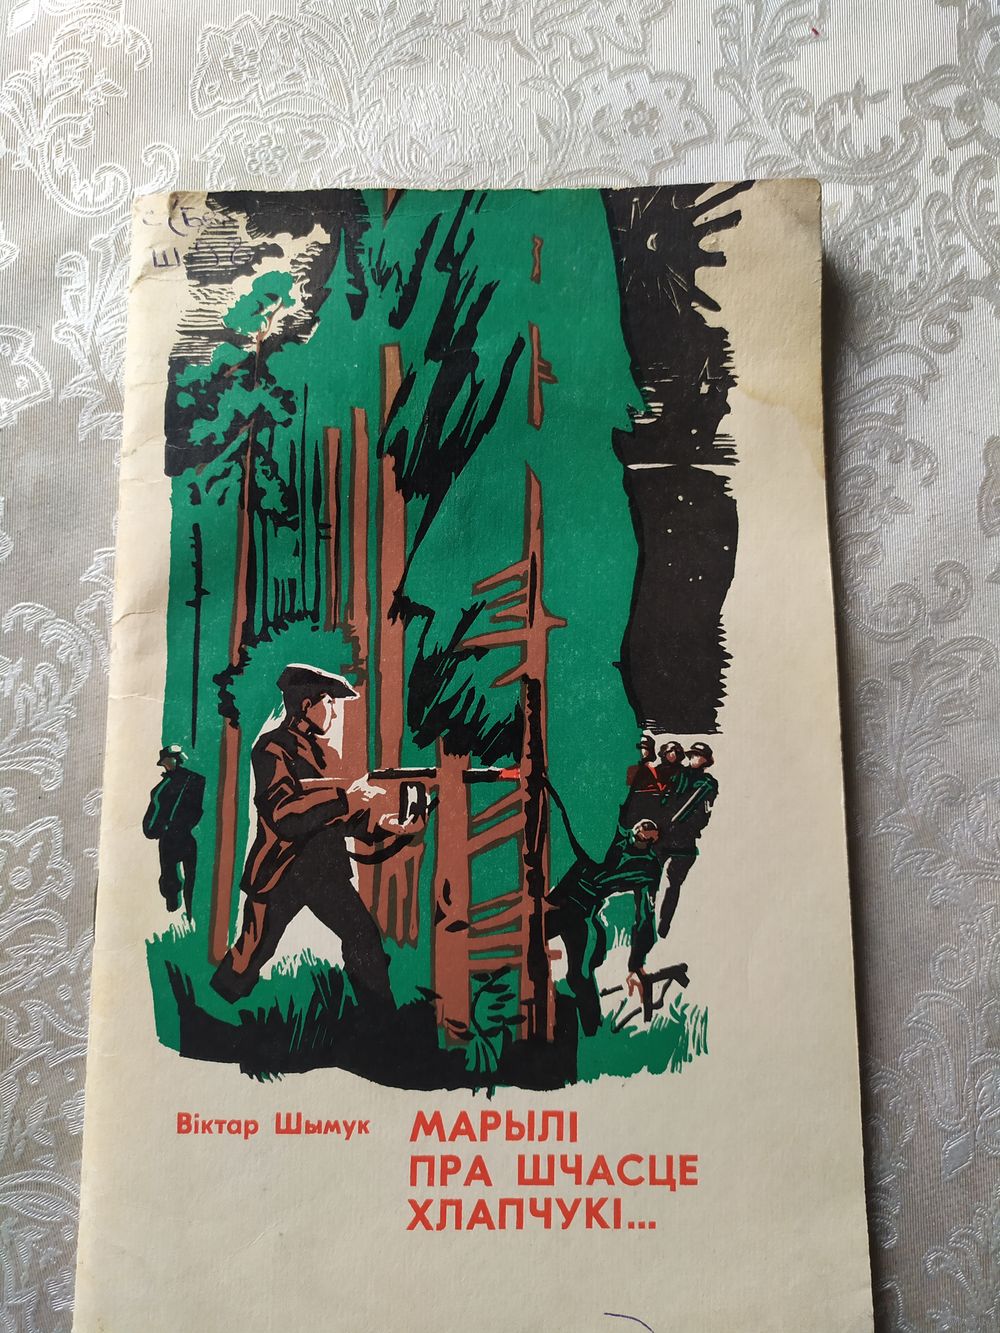 Віктар Шымук
МАРЫЛІ
ПРА ШЧАСЦЕ
ХЛАПЧУКІ...